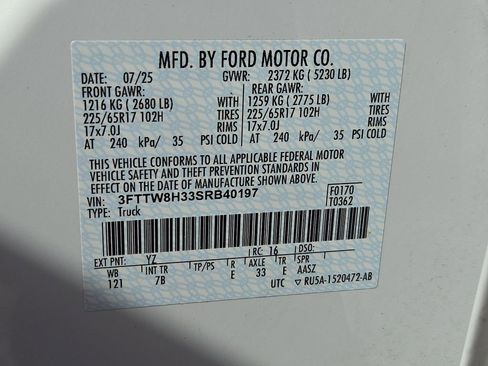 MFD. BY FORD MOTOR CO.
DATE: 07/25 GVWR: 2372 KG ( 5230 LB)
FRONT GAWR: REAR GAWR:
1216 KG ( 2680 LB) WITH 1259 KG ( 2775 LB) WITH
225/65R17 102H TIRES 225/65R17 102H TIRES
17x7.0J RIMS 17x7.0J RIMS
AT 240 kPa/ 35 PSI COLD AT 240 kPa/ 35 PSI COLD
THIS VEHICLE CONFORMS TO ALL APPLICABLE FEDERAL MOTOR
VEHICLE SAFETY AND THEFT PREVENTION STANDARDS IN
EFFECT ON THE DATE OF MANUFACTURE SHOWN ABOVE.
VIN: 3FTTW8H33SRB40197 F0170
TYPE: Truck T0362
EXT PNT: YZ RC: 16 DSO:
WB INT TR TP/PS R AXLE TR SPR
121 7B E 33 E AASZ
UTC RU5A-1520472-AB